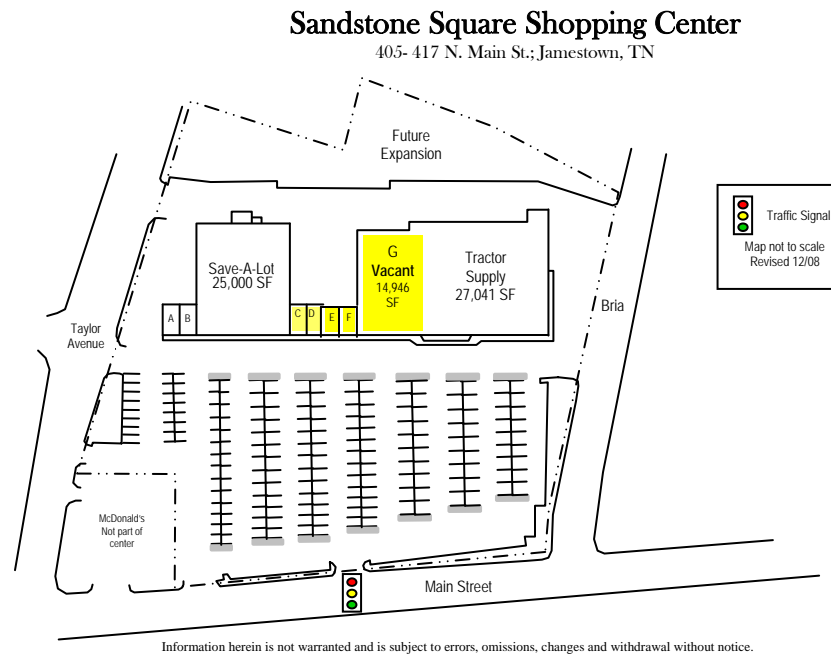 Sandstone Square Shopping Center
405- 417 N. Main St.; Jamestown, TN
Future
Expansion
Traffic Signal
Map not to scale
Revised 12/08
Save-A-Lot
25,000 SF
G
Vacant
14,946
SF
Tractor
Supply
27,041 SF
A
B
C
D
E
F
Taylor
Avenue
Bria
McDonald's
Not part of
center
Main Street
Information herein is not warranted and is subject to errors, omissions, changes and withdrawal without notice.